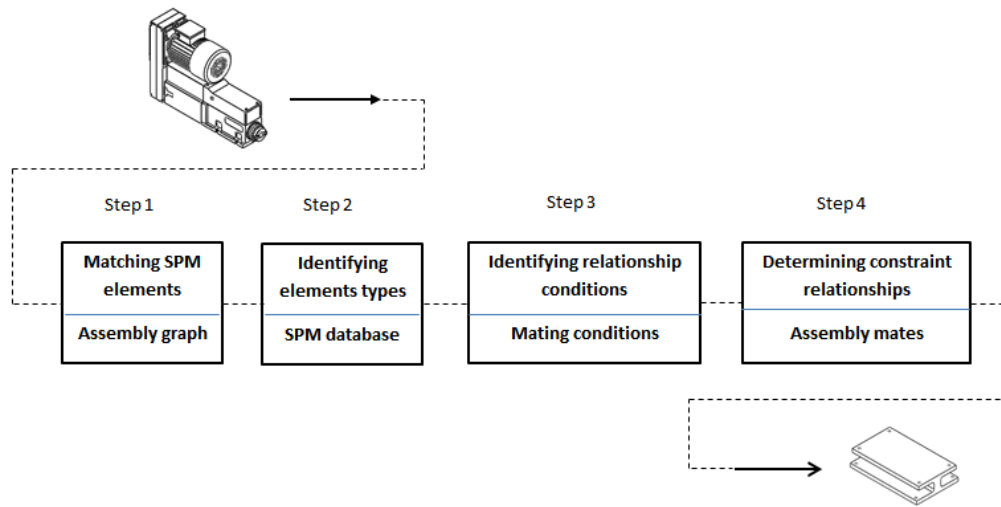 Step 1
Step 2
Step 3
Step 4
Matching SPM
elements
Assembly graph
Identifying
elements types
SPM database
Identifying relationship
conditions
Mating conditions
Determining constraint
relationships
Assembly mates